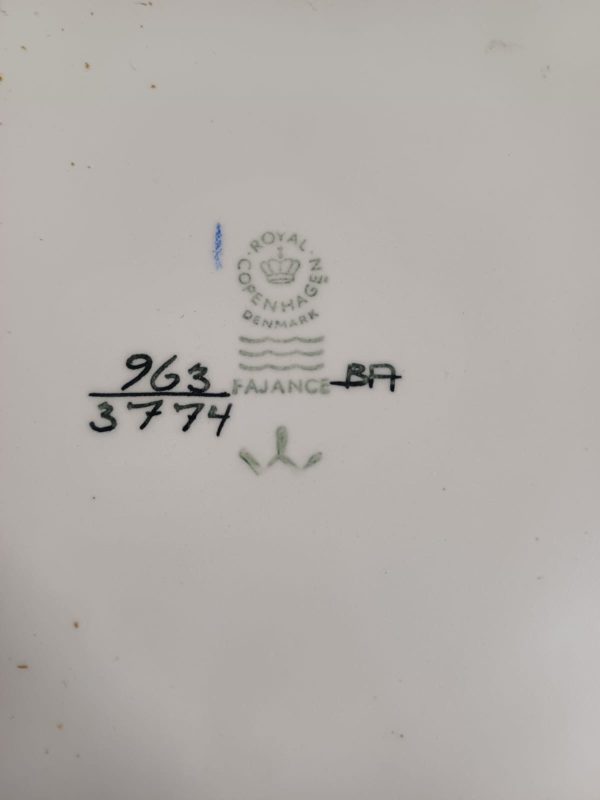 ROYAL
COPENHAGEN
DENMARK
963
3774
FAJANCE
BA